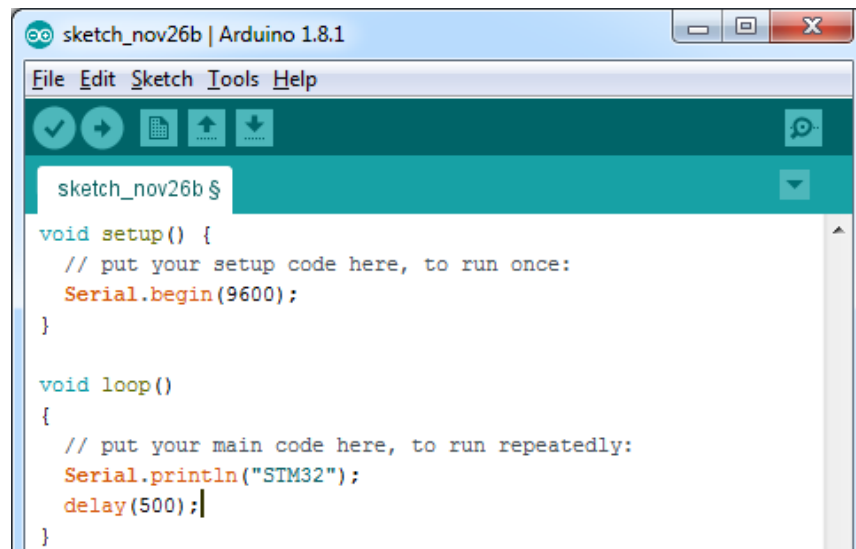 sketch_nov26b | Arduino 1.8.1
File Edit Sketch Tools Help
sketch_nov26b §
void setup() {
  // put your setup code here, to run once:
  Serial.begin(9600);
}

void loop()
{
  // put your main code here, to run repeatedly:
  Serial.println("STM32");
  delay(500);
}